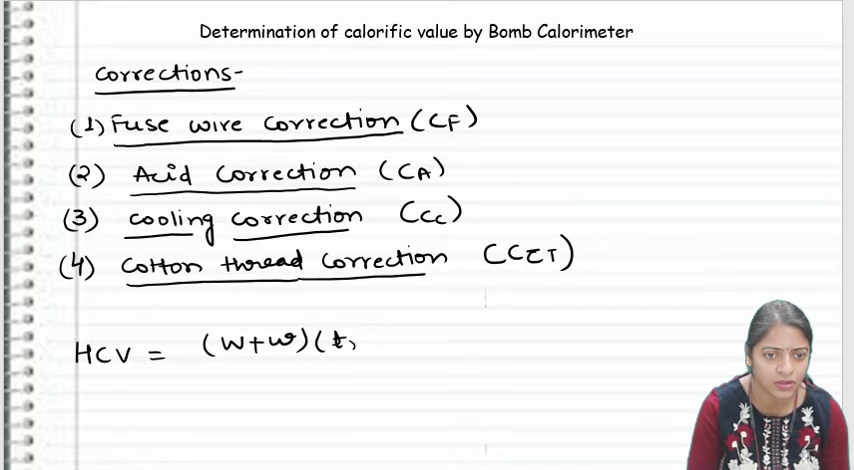 Determination of calorific value by Bomb Calorimeter
Corrections-
(1) Fuse wire correction (CF)
(2) Acid correction (CA)
(3) cooling correction (Cc)
(4) Cotton thread correction (CCT)
HCV = (W+w)(t,